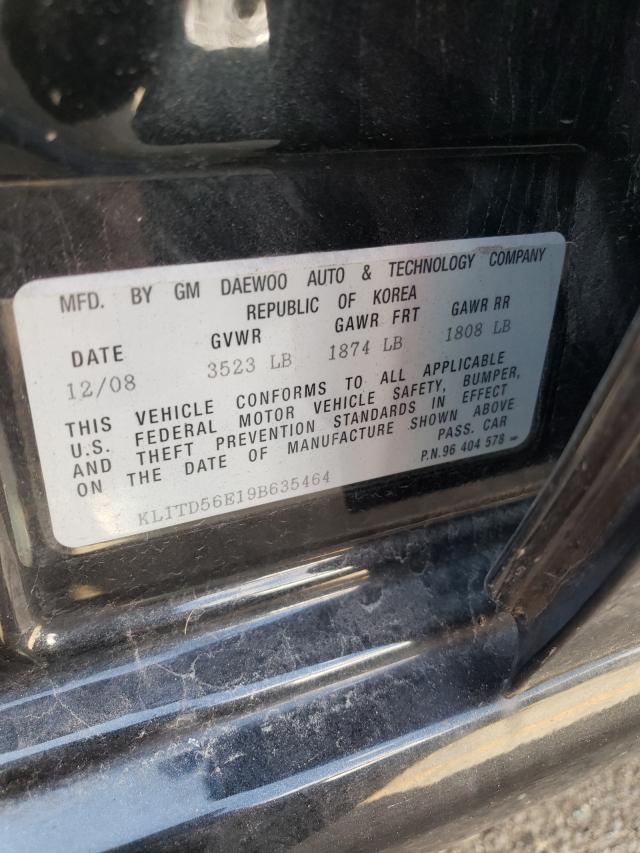 MFD. BY GM DAEWOO AUTO & TECHNOLOGY COMPANY
REPUBLIC OF KOREA
DATE GVWR GAWR FRT GAWR RR
12/08 3523 LB 1874 LB 1808 LB
THIS VEHICLE CONFORMS TO ALL APPLICABLE
U.S. FEDERAL MOTOR VEHICLE SAFETY, BUMPER,
AND THEFT PREVENTION STANDARDS IN EFFECT
ON THE DATE OF MANUFACTURE SHOWN ABOVE
PASS. CAR
P.N.96 404 578
KL1TD56E19B635464